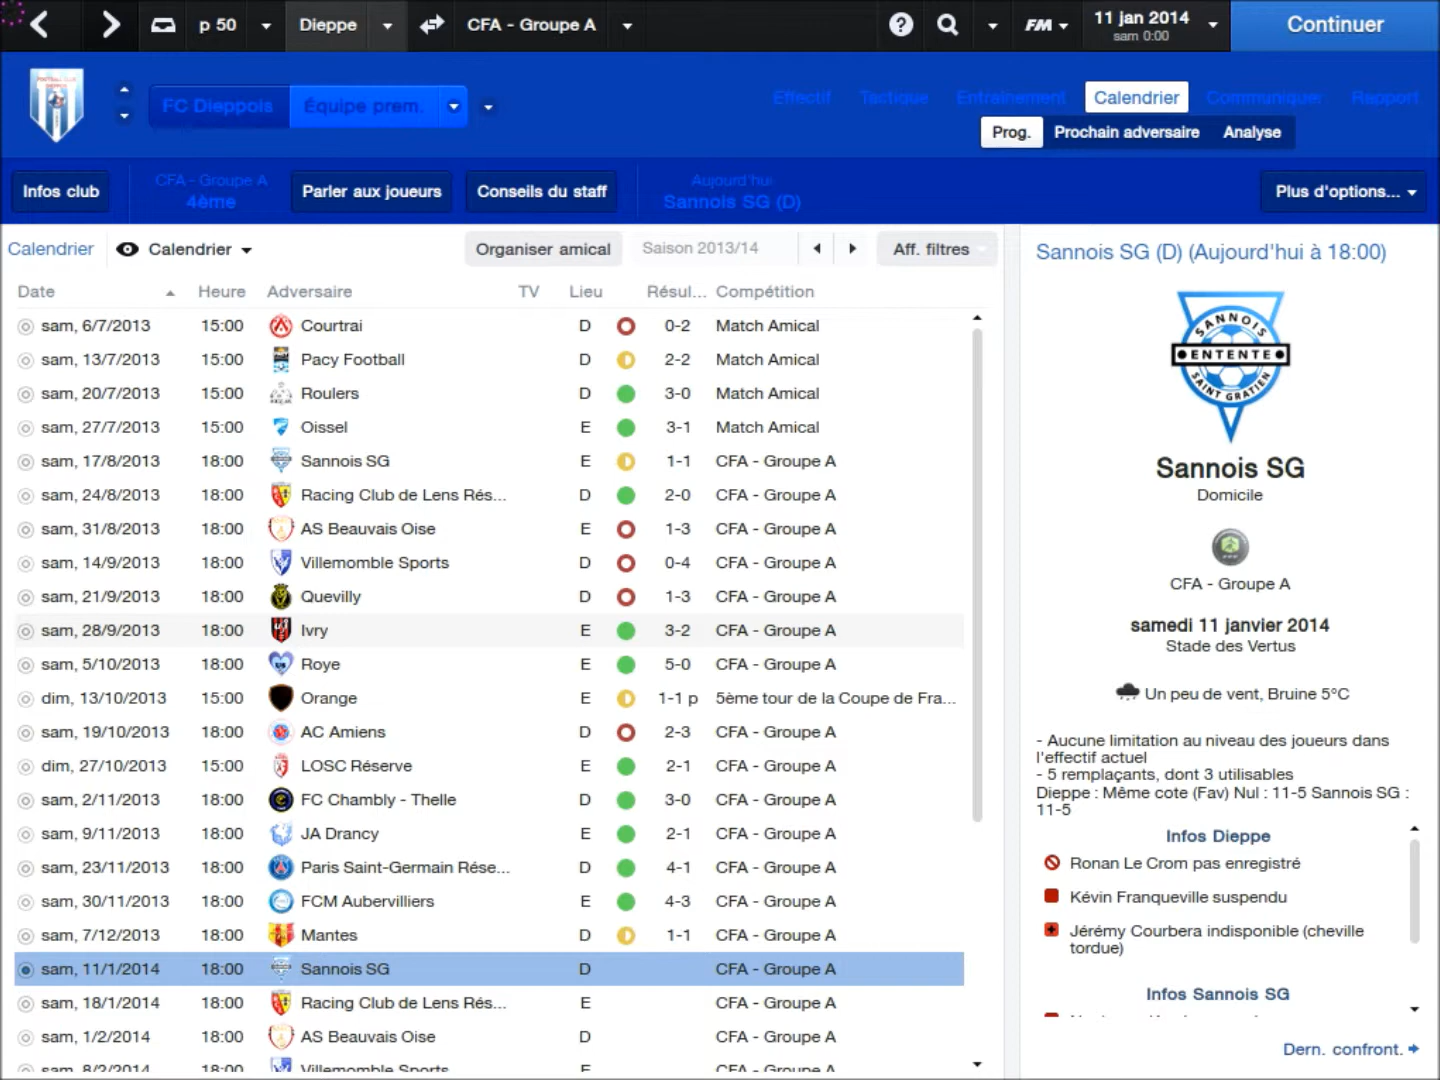 p 50
Dieppe
CFA - Groupe A
FM
11 jan 2014
sam 0:00
Continuer
FC Dieppois
Équipe prem.
Effectif
Tactique
Entraînement
Calendrier
Communiquer
Rapport
Prog.
Prochain adversaire
Analyse
Infos club
CFA - Groupe A
4ème
Parler aux joueurs
Conseils du staff
Aujourd'hui
Sannois SG (D)
Plus d'options...
Calendrier
Calendrier
Organiser amical
Saison 2013/14
Aff. filtres
Date Heure Adversaire TV Lieu Résul... Compétition
sam, 6/7/2013 15:00 Courtrai D 0-2 Match Amical
sam, 13/7/2013 15:00 Pacy Football D 2-2 Match Amical
sam, 20/7/2013 15:00 Roulers D 3-0 Match Amical
sam, 27/7/2013 15:00 Oissel E 3-1 Match Amical
sam, 17/8/2013 18:00 Sannois SG E 1-1 CFA - Groupe A
sam, 24/8/2013 18:00 Racing Club de Lens Rés... D 2-0 CFA - Groupe A
sam, 31/8/2013 18:00 AS Beauvais Oise E 1-3 CFA - Groupe A
sam, 14/9/2013 18:00 Villemomble Sports D 0-4 CFA - Groupe A
sam, 21/9/2013 18:00 Quevilly D 1-3 CFA - Groupe A
sam, 28/9/2013 18:00 Ivry E 3-2 CFA - Groupe A
sam, 5/10/2013 18:00 Roye E 5-0 CFA - Groupe A
dim, 13/10/2013 15:00 Orange E 1-1 p 5ème tour de la Coupe de Fra...
sam, 19/10/2013 18:00 AC Amiens D 2-3 CFA - Groupe A
dim, 27/10/2013 15:00 LOSC Réserve E 2-1 CFA - Groupe A
sam, 2/11/2013 18:00 FC Chambly - Thelle D 3-0 CFA - Groupe A
sam, 9/11/2013 18:00 JA Drancy E 2-1 CFA - Groupe A
sam, 23/11/2013 18:00 Paris Saint-Germain Rése... D 4-1 CFA - Groupe A
sam, 30/11/2013 18:00 FCM Aubervilliers E 4-3 CFA - Groupe A
sam, 7/12/2013 18:00 Mantes D 1-1 CFA - Groupe A
sam, 11/1/2014 18:00 Sannois SG D CFA - Groupe A
sam, 18/1/2014 18:00 Racing Club de Lens Rés... E CFA - Groupe A
sam, 1/2/2014 18:00 AS Beauvais Oise D CFA - Groupe A
sam, 8/2/2014 18:00 Villemomble Sports E CFA - Groupe A
Sannois SG (D) (Aujourd'hui à 18:00)
SANNOIS
ENTENTE
SAINT GRATIEN
Sannois SG
Domicile
CFA - Groupe A
samedi 11 janvier 2014
Stade des Vertus
Un peu de vent, Bruine 5°C
- Aucune limitation au niveau des joueurs dans
l'effectif actuel
- 5 remplaçants, dont 3 utilisables
Dieppe : Même cote (Fav) Nul : 11-5 Sannois SG :
11-5
Infos Dieppe
Ronan Le Crom pas enregistré
Kévin Franqueville suspendu
Jérémy Courbera indisponible (cheville
tordue)
Infos Sannois SG
Dern. confront.